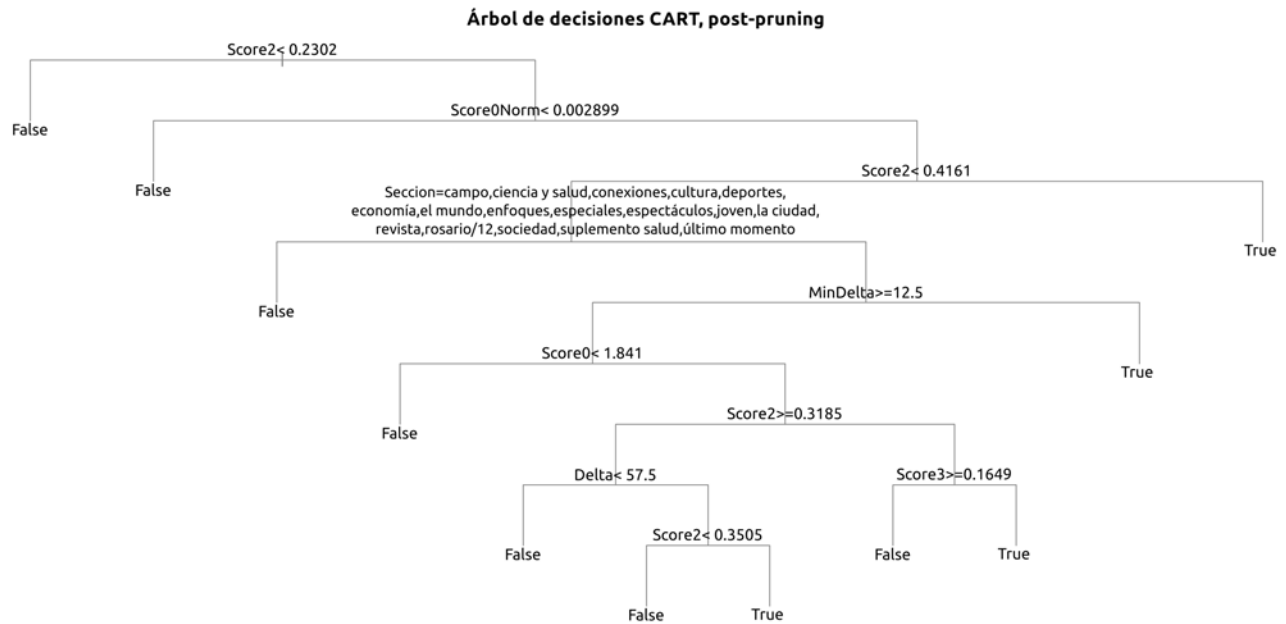 Árbol de decisiones CART, post-pruning
Score2< 0.2302
False
Score0Norm< 0.002899
False
Score2< 0.4161
Seccion=campo,ciencia y salud,conexiones,cultura,deportes,
economía,el mundo,enfoques,especiales,espectáculos,joven,la ciudad,
revista,rosario/12,sociedad,suplemento salud,último momento
True
False
MinDelta>=12.5
Score0< 1.841
True
False
Score2>=0.3185
Delta< 57.5
Score3>=0.1649
False
Score2< 0.3505
False
True
False
True